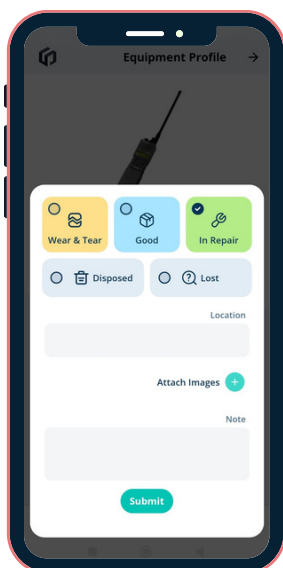 Equipment Profile
Wear & Tear
Good
In Repair
Disposed
Lost
Location
Attach Images
Note
Submit